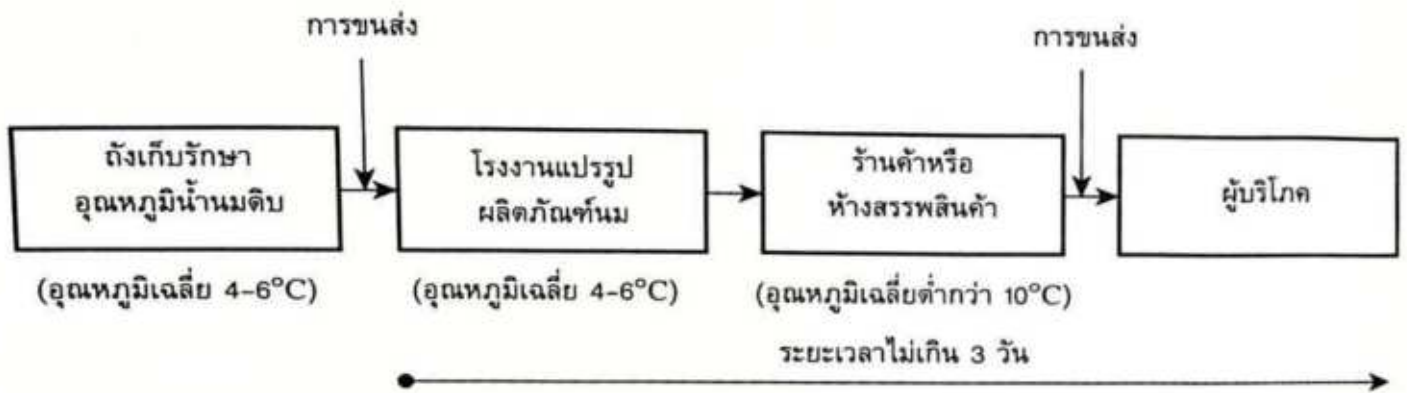 การขนส่ง
การขนส่ง
ถังเก็บรักษา
อุณหภูมิน้ำนมดิบ
โรงงานแปรรูป
ผลิตภัณฑ์นม
ร้านค้าหรือ
ห้างสรรพสินค้า
ผู้บริโภค
(อุณหภูมิเฉลี่ย 4-6°C)
(อุณหภูมิเฉลี่ย 4-6°C)
(อุณหภูมิเฉลี่ยต่ำกว่า 10°C)
ระยะเวลาไม่เกิน 3 วัน